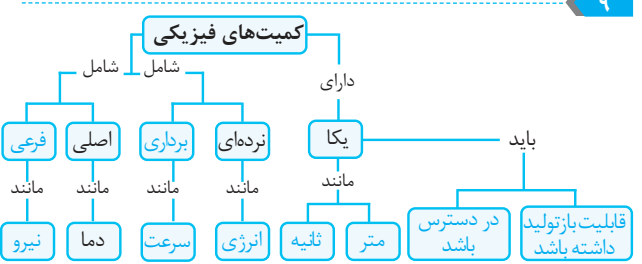 ۹
کمیت‌های فیزیکی
دارای
شامل
شامل
باید
یکا
نرده‌ای
برداری
اصلی
فرعی
مانند
مانند
مانند
مانند
مانند
قابلیت بازتولید
داشته باشد
در دسترس
باشد
متر
ثانیه
انرژی
سرعت
دما
نیرو